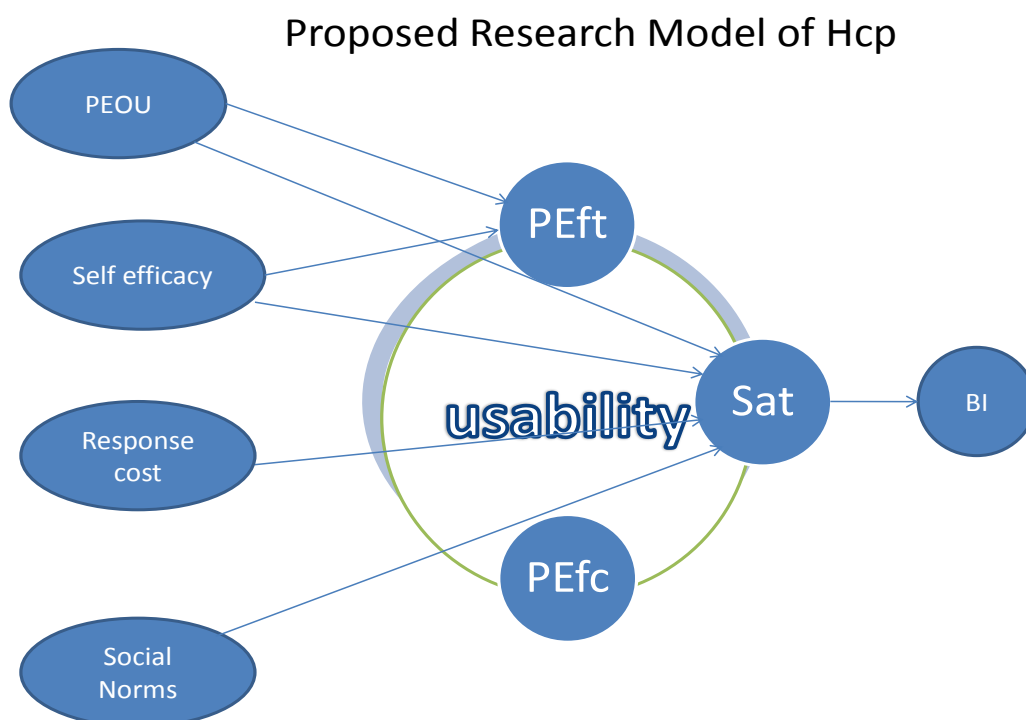 Proposed Research Model of Hcp
PEOU
PEft
Self efficacy
Sat
BI
usability
Response
cost
PEfc
Social
Norms